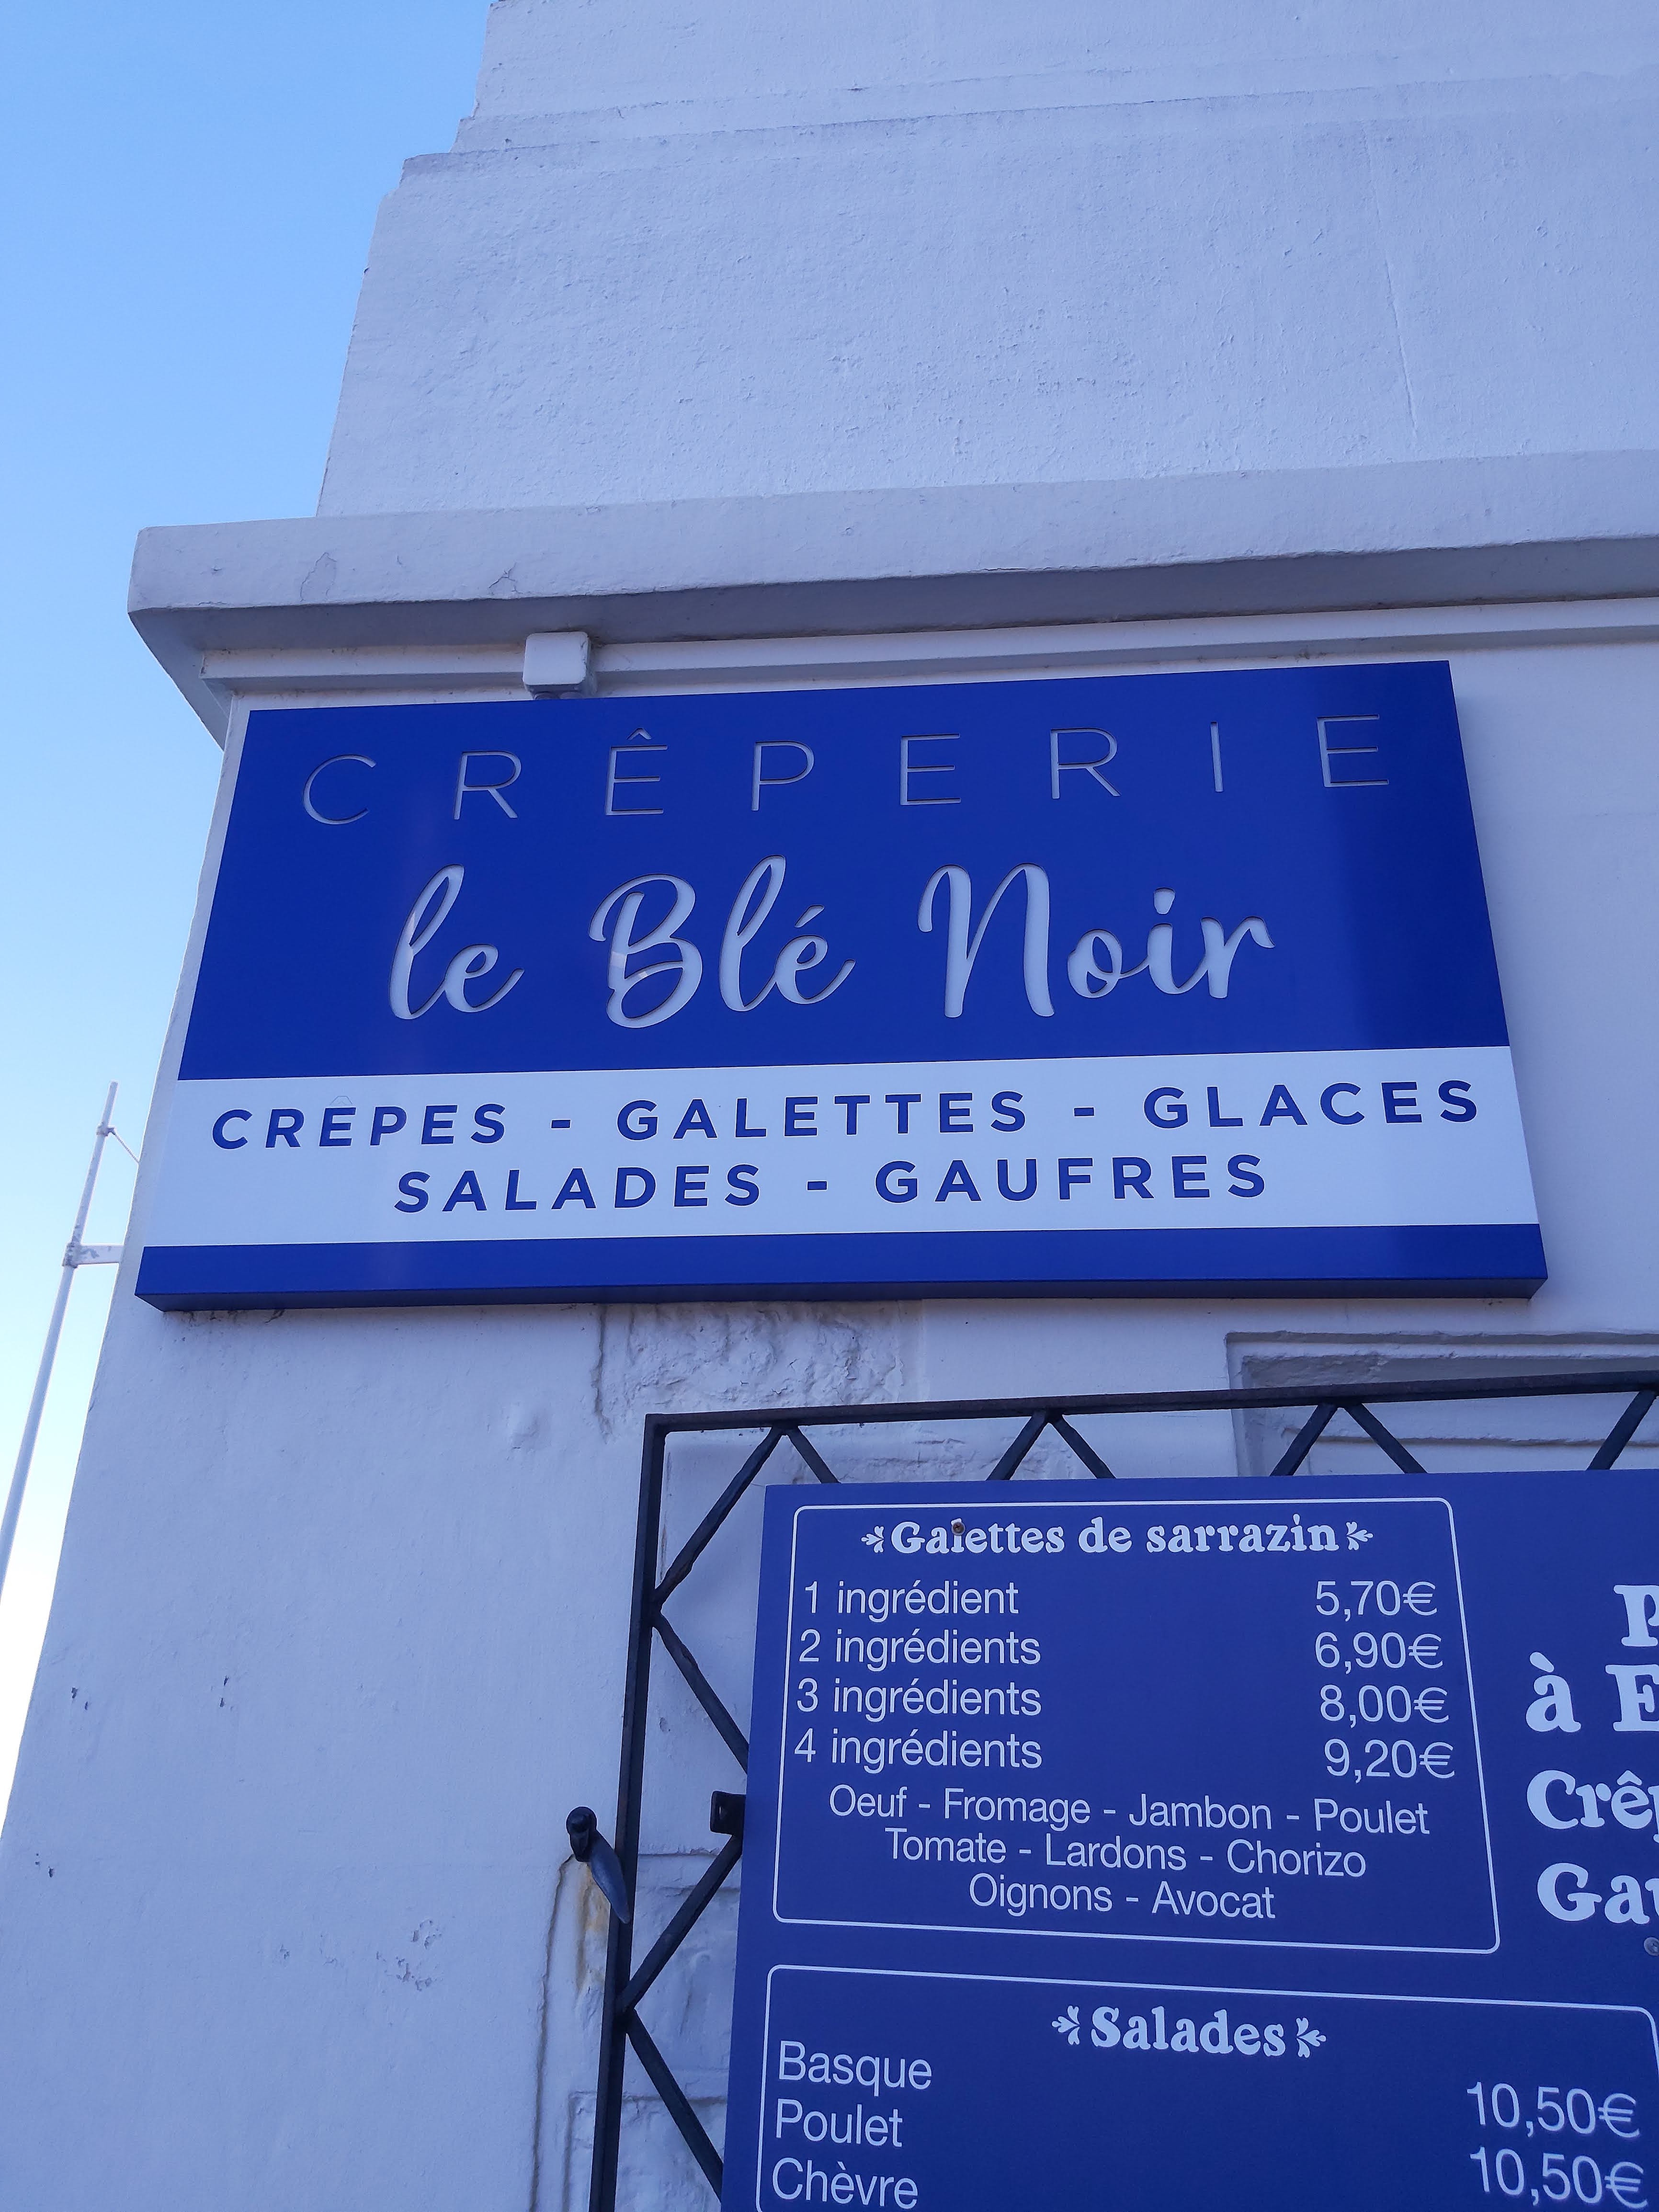 CRÊPERIE
le Blé Noir
CRÊPES - GALETTES - GLACES
SALADES - GAUFRES
Galettes de sarrazin
1 ingrédient 5,70€
2 ingrédients 6,90€
3 ingrédients 8,00€
4 ingrédients 9,20€
Oeuf - Fromage - Jambon - Poulet
Tomate - Lardons - Chorizo
Oignons - Avocat
à
Salades
Basque
Poulet 10,50€
Chèvre 10,50€